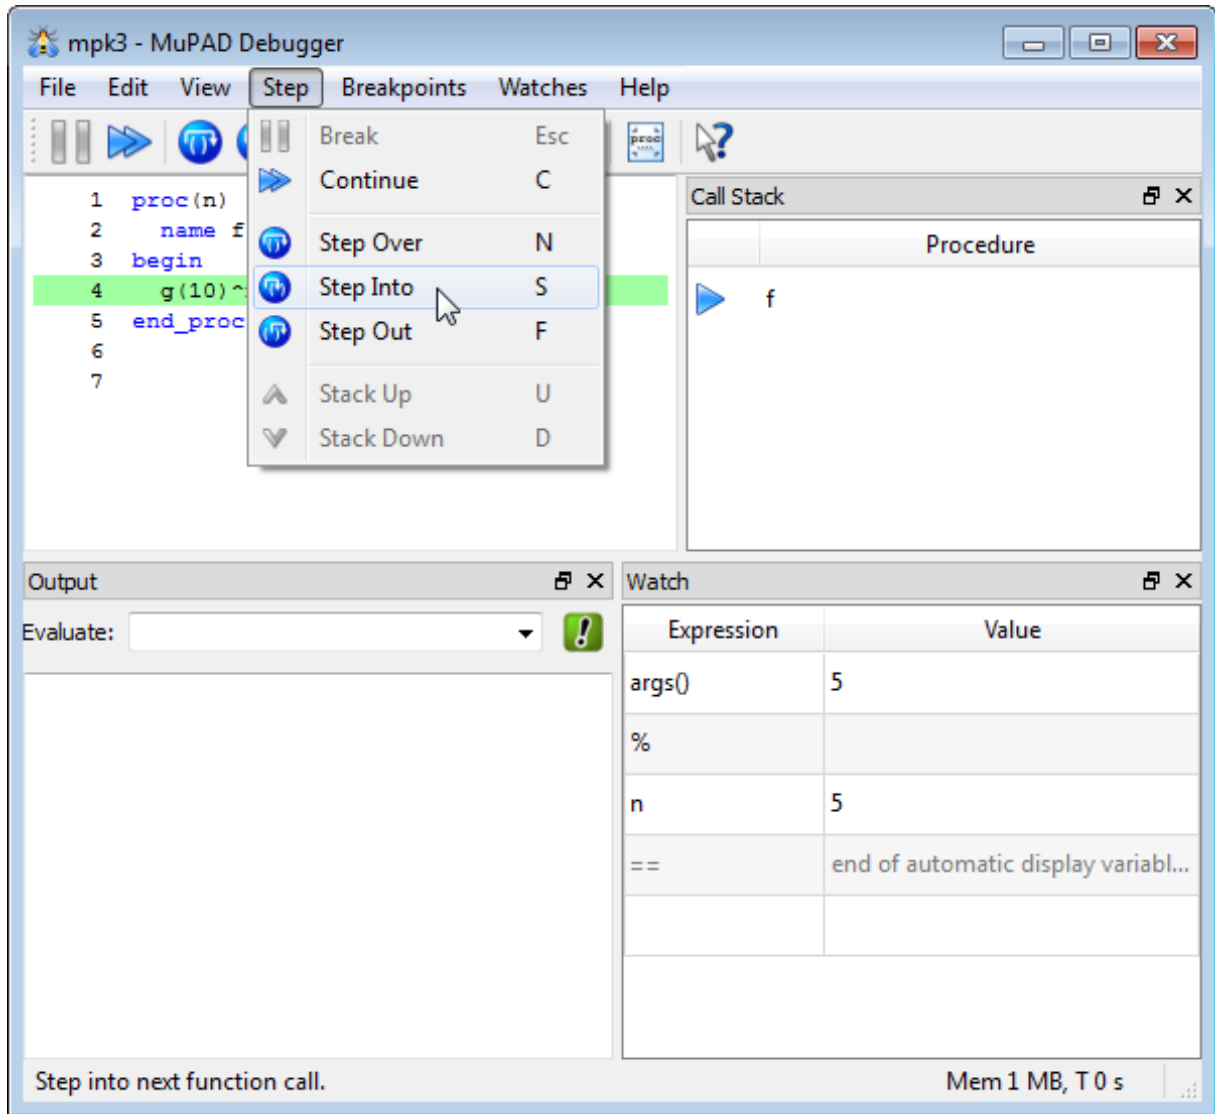 mpk3 - MuPAD Debugger
File Edit View Step Breakpoints Watches Help
Break Esc
Continue C
Step Over N
Step Into S
Step Out F
Stack Up U
Stack Down D
proc
1 proc(n)
2 name f
3 begin
4 g(10)^
5 end_proc
6
7
Call Stack
Procedure
f
Output
Evaluate:
Watch
Expression Value
args() 5
%
n 5
== end of automatic display variabl...
Step into next function call.
Mem 1 MB, T 0 s